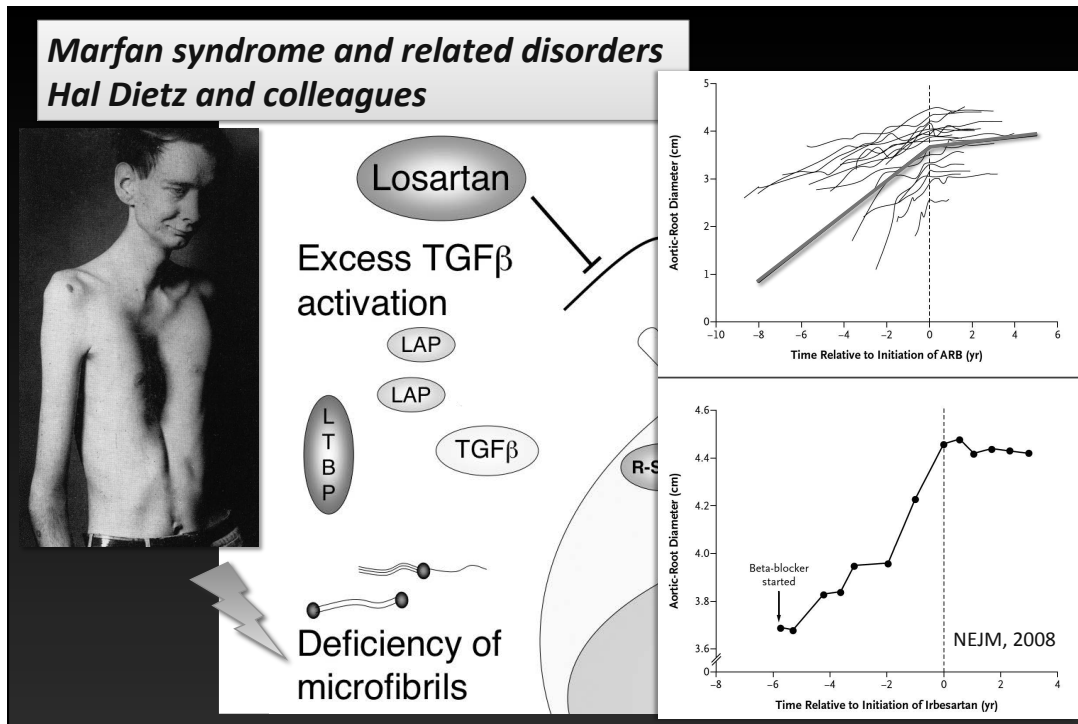 Marfan syndrome and related disorders
Hal Dietz and colleagues
Losartan
Excess TGFβ
activation
LAP
LAP
L
T
B
P
TGFβ
R-S
Deficiency of
microfibrils
5
4
3
2
1
0
Aortic-Root Diameter (cm)
−10 −8 −6 −4 −2 0 2 4 6
Time Relative to Initiation of ARB (yr)
4.6
4.4
4.2
4.0
3.8
3.6
0
Aortic-Root Diameter (cm)
Beta-blocker
started
NEJM, 2008
−8 −6 −4 −2 0 2 4
Time Relative to Initiation of Irbesartan (yr)